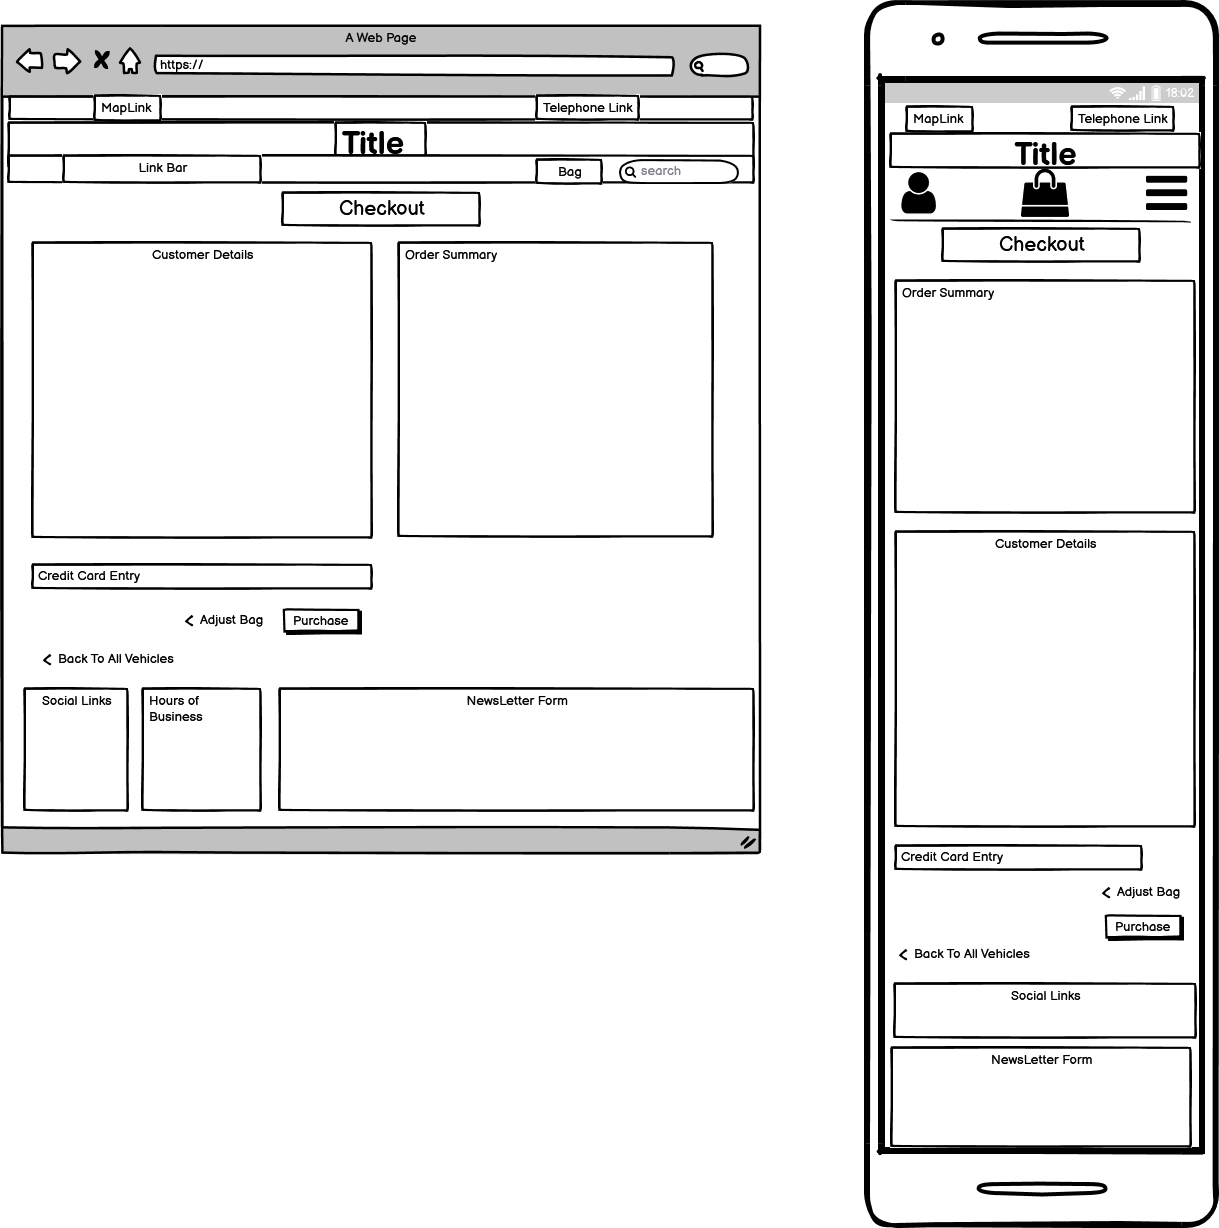 A Web Page
https://
MapLink
Telephone Link
Title
Link Bar
Bag
search
Checkout
Customer Details
Order Summary
Credit Card Entry
Adjust Bag
Purchase
Back To All Vehicles
Social Links
Hours of
Business
NewsLetter Form
18:02
MapLink
Telephone Link
Title
Checkout
Order Summary
Customer Details
Credit Card Entry
Adjust Bag
Purchase
Back To All Vehicles
Social Links
NewsLetter Form